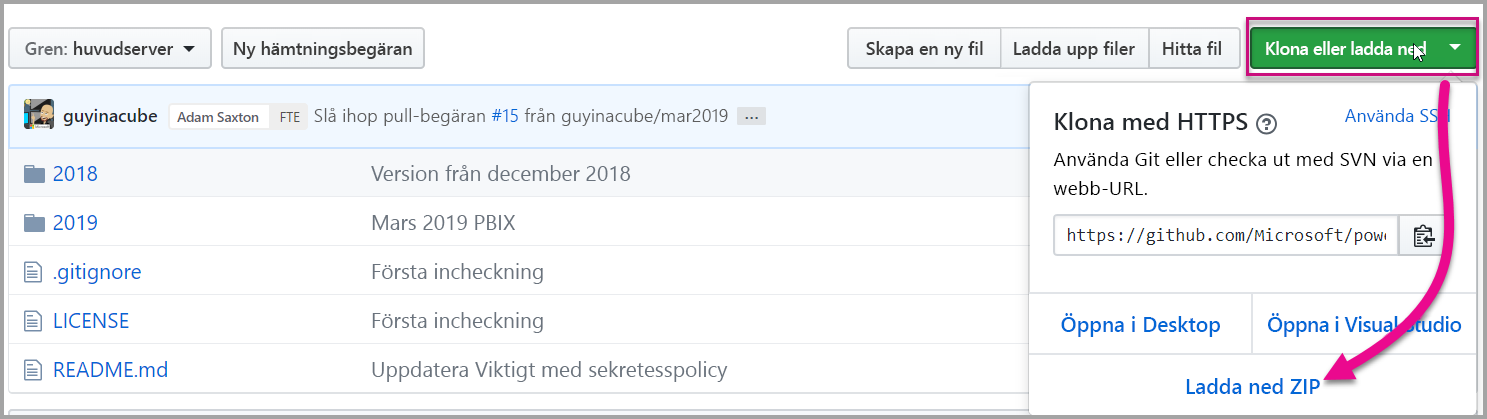 Gren: huvudserver
Ny hämtningsbegäran
Skapa en ny fil
Ladda upp filer
Hitta fil
Klona eller ladda ned
guyinacube Adam Saxton FTE Slå ihop pull-begäran #15 från guyinacube/mar2019 ...
2018 Version från december 2018
2019 Mars 2019 PBIX
.gitignore Första incheckning
LICENSE Första incheckning
README.md Uppdatera Viktigt med sekretesspolicy
Klona med HTTPS ?
Använda SSH
Använda Git eller checka ut med SVN via en
webb-URL.
https://github.com/Microsoft/powe
Öppna i Desktop
Öppna i Visual Studio
Ladda ned ZIP